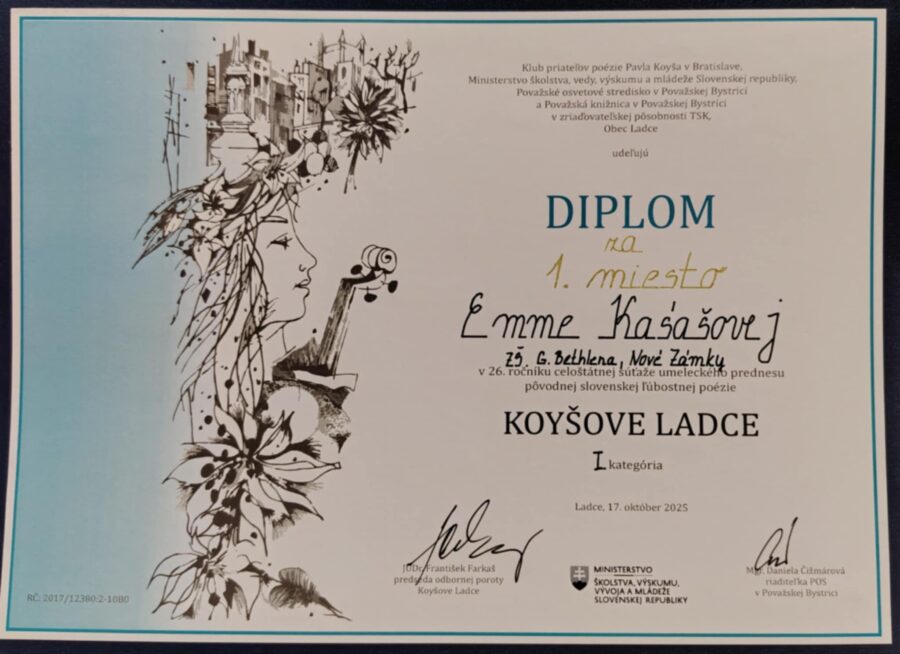 Klub priateľov poézie Pavla Koyša v Bratislave,
Ministerstvo školstva, vedy, výskumu a mládeže Slovenskej republiky,
Považské osvetové stredisko v Považskej Bystrici
a Považská knižnica v Považskej Bystrici
v zriaďovateľskej pôsobnosti TSK,
Obec Ladce
udeľujú
DIPLOM
za
1. miesto
Emme Kašašovej
ZŠ, G. Bethlena, Nové Zámky
v 26. ročníku celoštátnej súťaže umeleckého prednesu
pôvodnej slovenskej ľúbostnej poézie
KOYŠOVE LADCE
I. kategória
Ladce, 17. október 2025
JUDr. František Farkaš
predseda odbornej poroty
Koyšove Ladce
MINISTERSTVO
ŠKOLSTVA, VÝSKUMU,
VÝVOJA A MLÁDEŽE
SLOVENSKEJ REPUBLIKY
Mgr. Daniela Čižmárová
riaditeľka POS
v Považskej Bystrici
RČ: 2017/12380:2-10B0